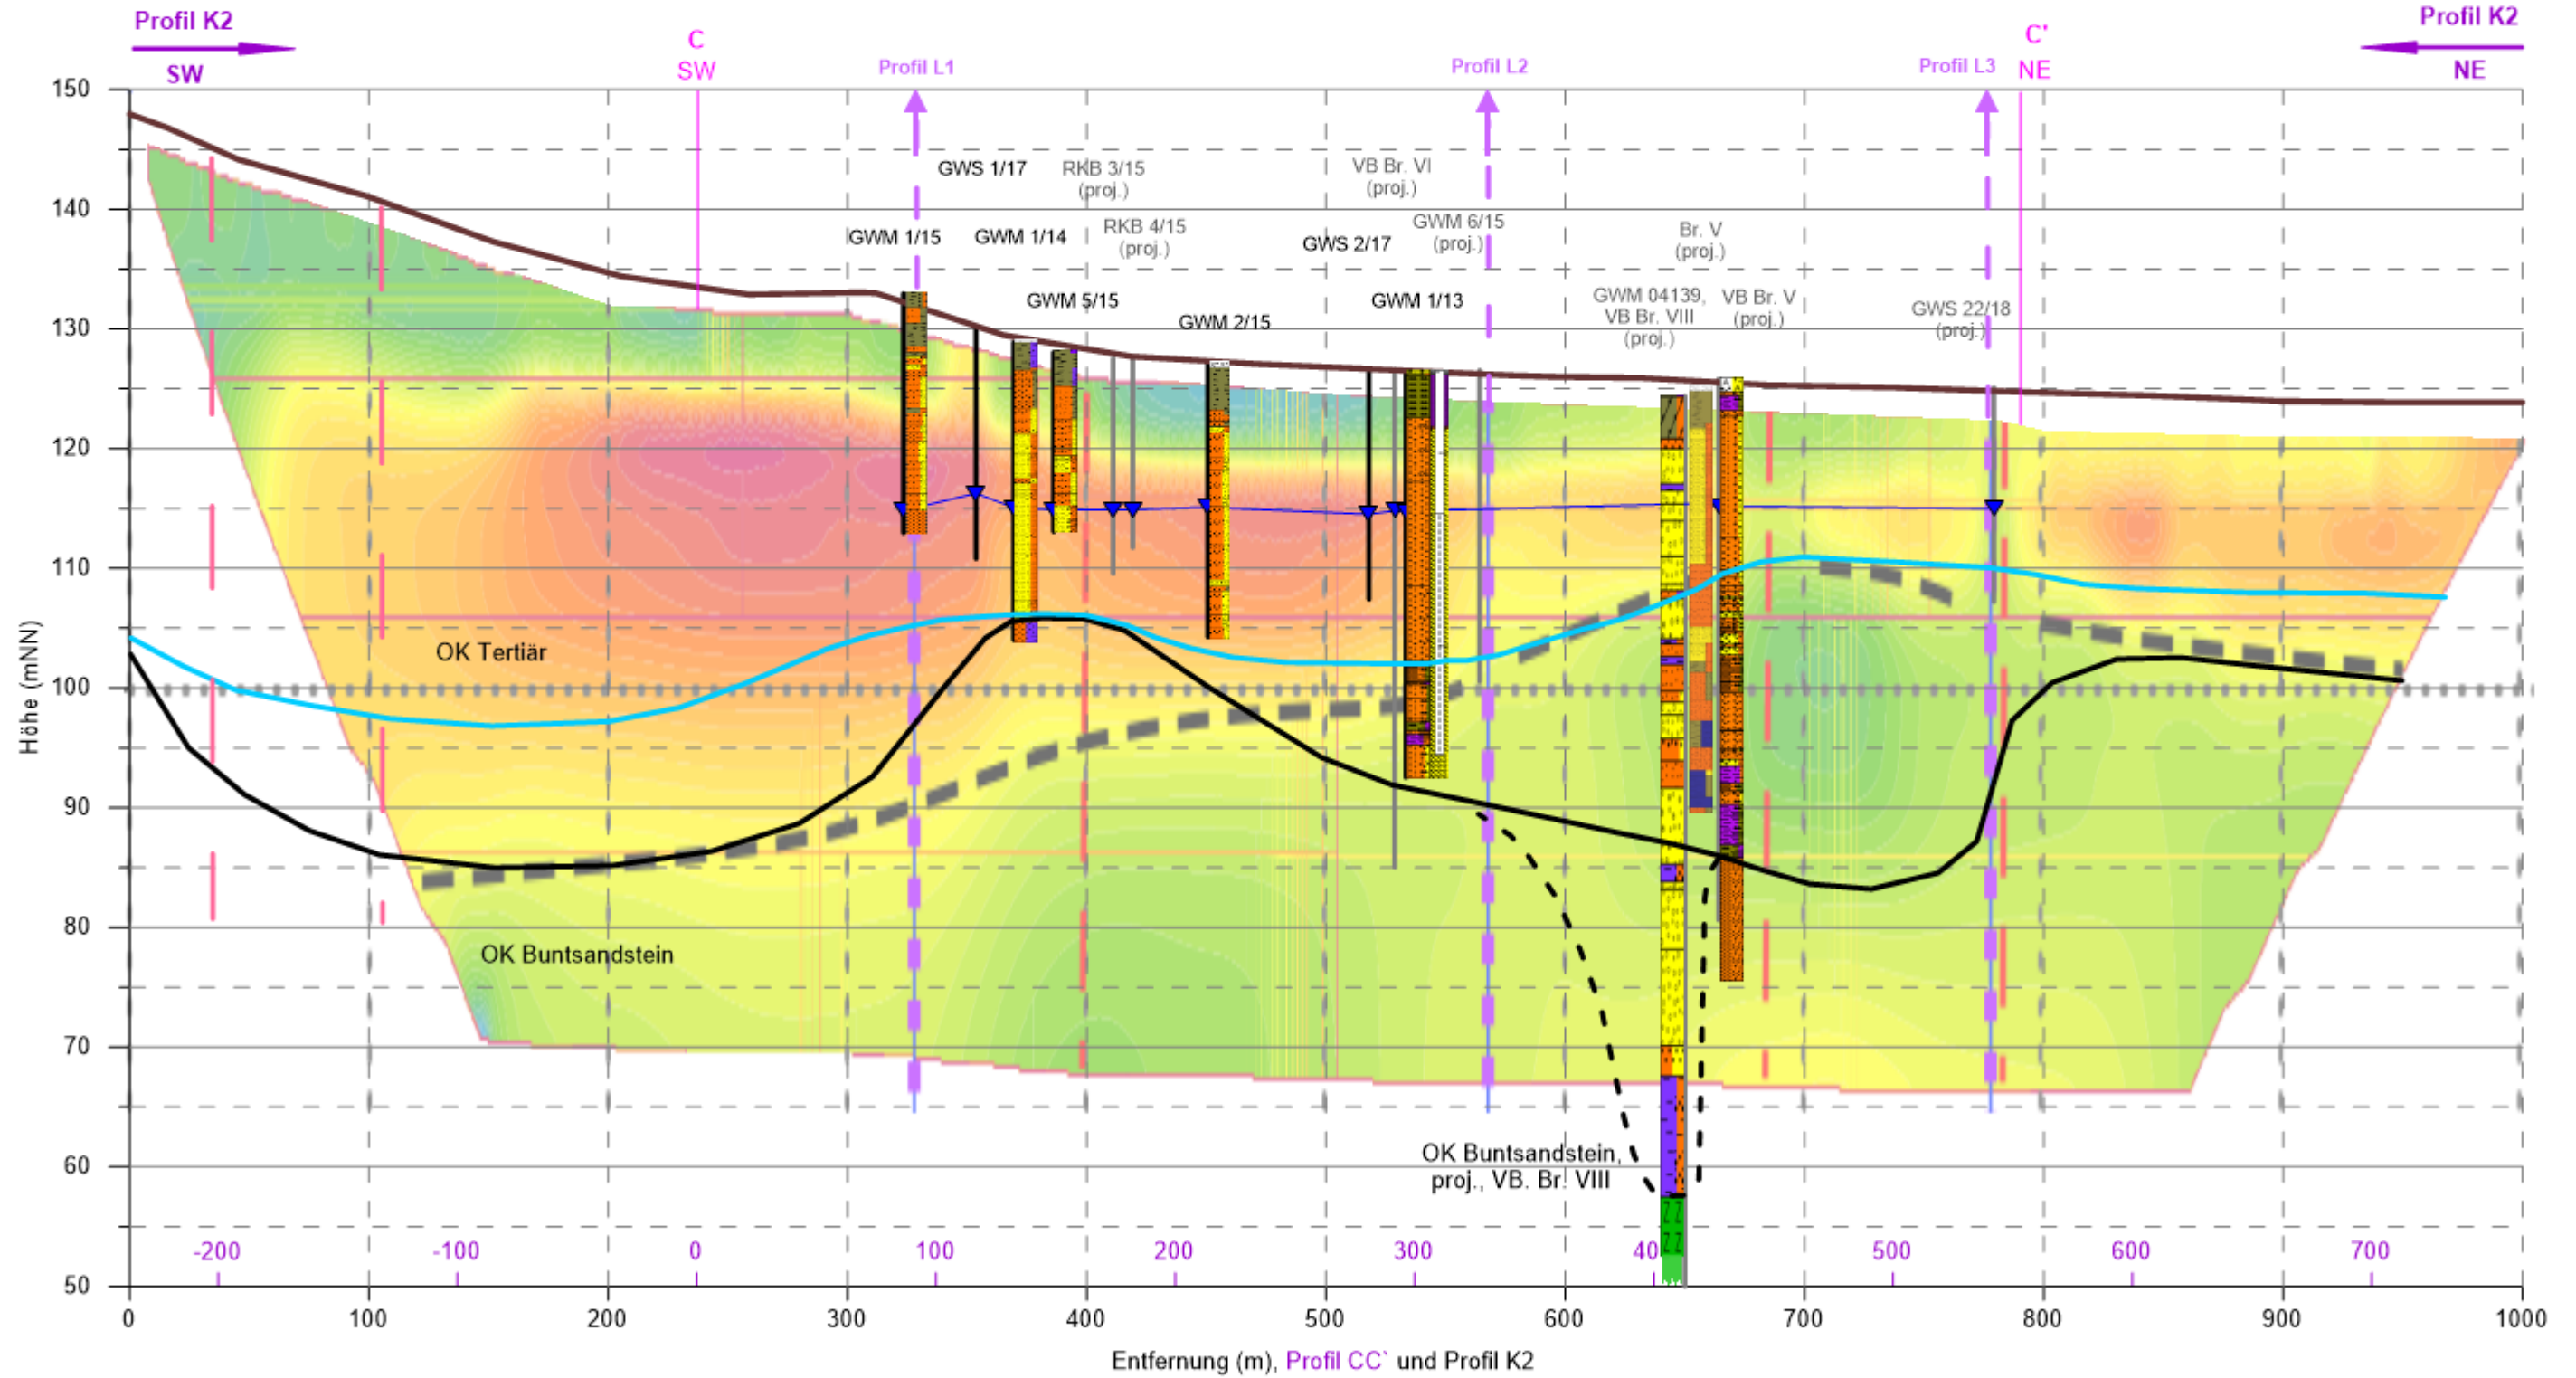 Profil K2
SW
C
SW
Profil L1
Profil L2
Profil L3
C'
NE
Profil K2
NE
GWS 1/17
RKB 3/15
(proj.)
VB Br. VI
(proj.)
GWM 1/15
GWM 1/14
RKB 4/15
(proj.)
GWS 2/17
GWM 6/15
(proj.)
Br. V
(proj.)
GWM 5/15
GWM 2/15
GWM 1/13
GWM 04139,
VB Br. VIII
(proj.)
VB Br. V
(proj.)
GWS 22/18
(proj.)
150
140
130
120
110
100
90
80
70
60
50
Höhe (mNN)
OK Tertiär
OK Buntsandstein
OK Buntsandstein,
proj., VB. Br. VIII
-200 -100 0 100 200 300 40 500 600 700
0 100 200 300 400 500 600 700 800 900 1000
Entfernung (m), Profil CC` und Profil K2